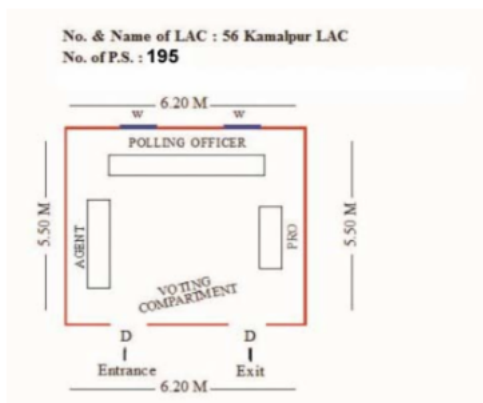 No. & Name of LAC : 56 Kamalpur LAC
No. of P.S. : 195
6.20 M
W W
POLLING OFFICER
5.50 M
AGENT
PRO
5.50 M
VOTING
COMPARTMENT
D D
Entrance Exit
6.20 M